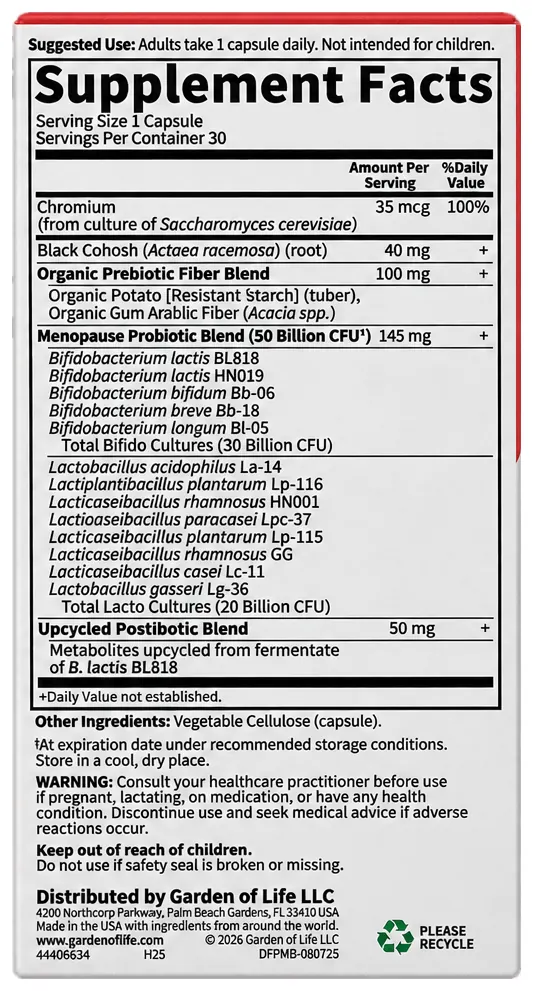 Suggested Use: Adults take 1 capsule daily. Not intended for children.
Supplement Facts
Serving Size 1 Capsule
Servings Per Container 30
Amount Per Serving %Daily Value
Chromium 35 mcg 100%
(from culture of Saccharomyces cerevisiae)
Black Cohosh (Actaea racemosa) (root) 40 mg +
Organic Prebiotic Fiber Blend 100 mg +
Organic Potato [Resistant Starch] (tuber),
Organic Gum Arablic Fiber (Acacia spp.)
Menopause Probiotic Blend (50 Billion CFU¹) 145 mg +
Bifidobacterium lactis BL818
Bifidobacterium lactis HN019
Bifidobacterium bifidum Bb-06
Bifidobacterium breve Bb-18
Bifidobacterium longum Bl-05
Total Bifido Cultures (30 Billion CFU)
Lactobacillus acidophilus La-14
Lactiplantibacillus plantarum Lp-116
Lacticaseibacillus rhamnosus HN001
Lactioaseibacillus paracasei Lpc-37
Lacticaseibacillus plantarum Lp-115
Lacticaseibacillus rhamnosus GG
Lacticaseibacillus casei Lc-11
Lactobacillus gasseri Lg-36
Total Lacto Cultures (20 Billion CFU)
Upcycled Postibotic Blend 50 mg +
Metabolites upcycled from fermentate
of B. lactis BL818
+Daily Value not established.
Other Ingredients: Vegetable Cellulose (capsule).
‡At expiration date under recommended storage conditions.
Store in a cool, dry place.
WARNING: Consult your healthcare practitioner before use
if pregnant, lactating, on medication, or have any health
condition. Discontinue use and seek medical advice if adverse
reactions occur.
Keep out of reach of children.
Do not use if safety seal is broken or missing.
Distributed by Garden of Life LLC
4200 Northcorp Parkway, Palm Beach Gardens, FL 33410 USA
Made in the USA with ingredients from around the world.
www.gardenoflife.com © 2026 Garden of Life LLC
44406634 H25 DFPMB-080725
PLEASE
RECYCLE